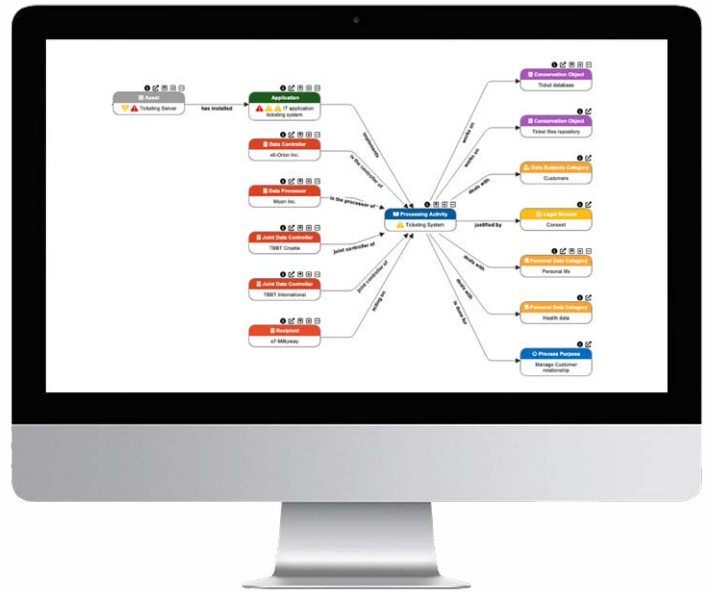 Asset
Ticketing Server
has installed
Application
IT application
ticketing system
implements
Data Controller
is the controller of
Data Processor
Moon Inc.
is the processor of
Joint Data Controller
TBBT Croatia
joint controller of
Joint Data Controller
TBBT International
joint controller of
Recipient
eT-Milkyway
acting on
Processing Activity
Ticketing System
works on
Conservation Object
Ticket database
works on
Conservation Object
Ticket files repository
deals with
Data Subjects Category
Customers
justified by
Legal Ground
Consent
deals with
Personal Data Category
Personal life
deals with
Personal Data Category
Health data
is done for
Process Purpose
Manage Customer
relationship